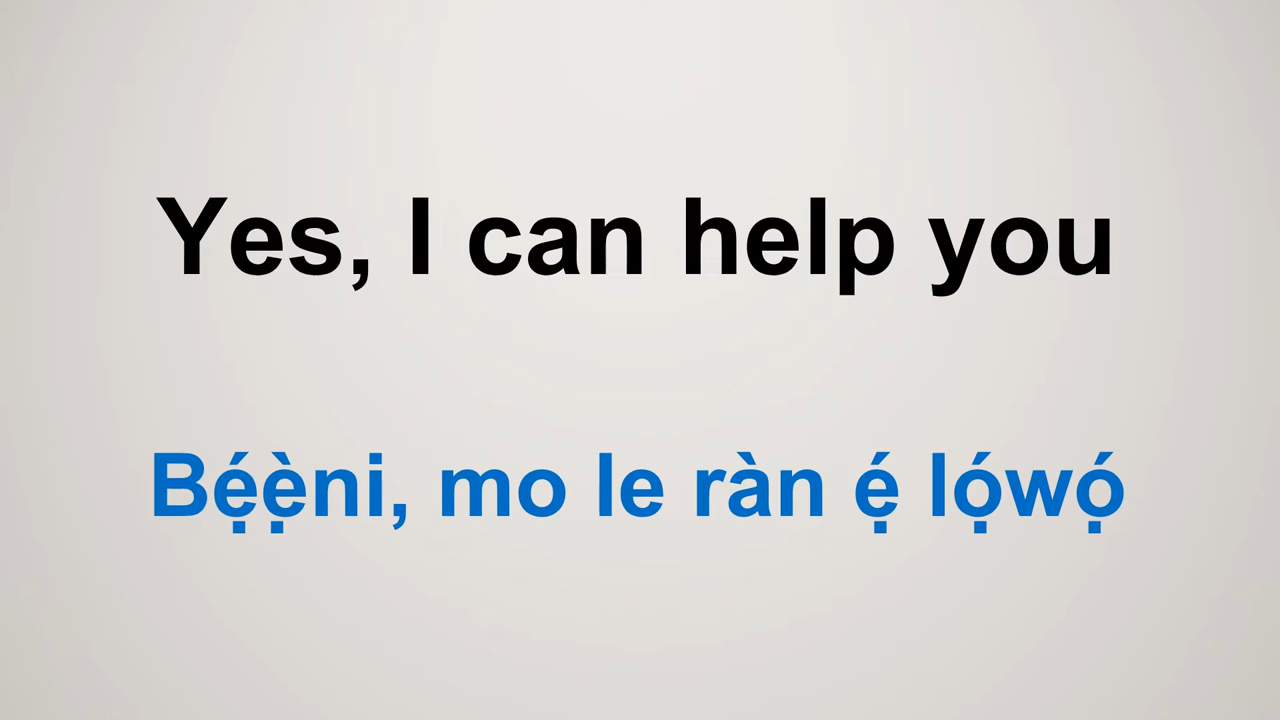 Yes, I can help you
Bẹ́ẹ̀ni, mo le ràn ẹ́ lọ́wọ́